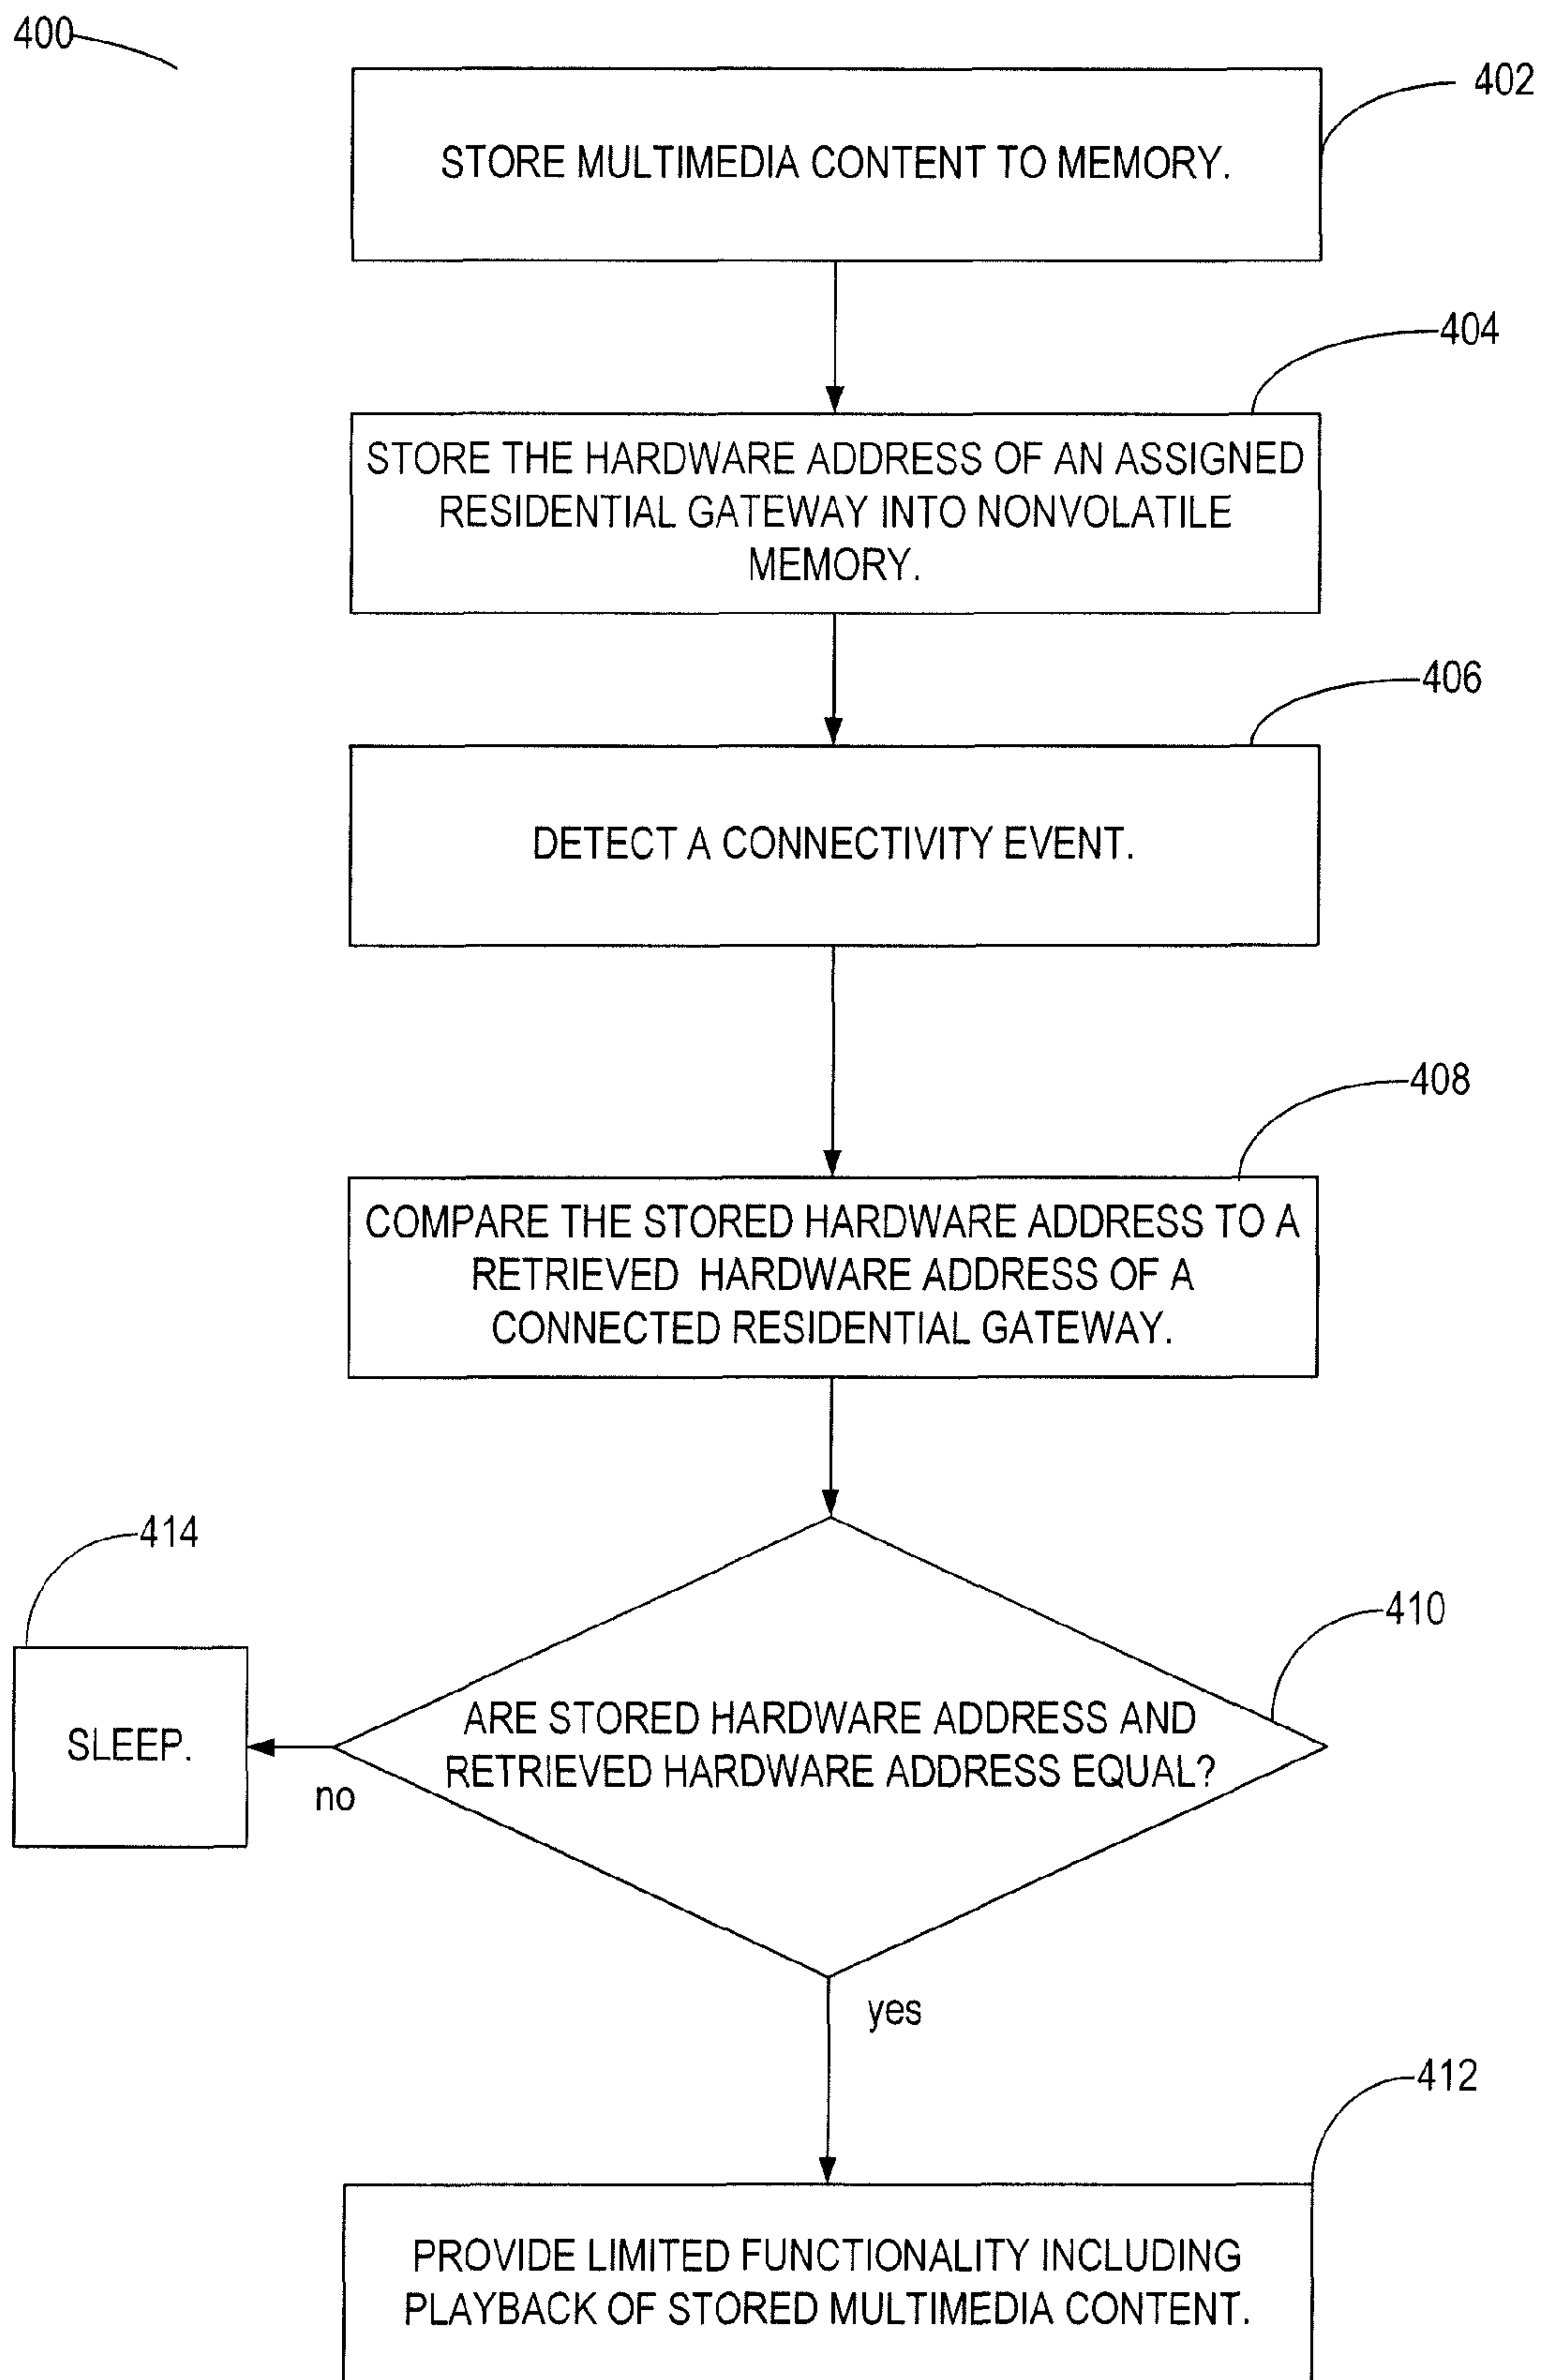 400
402
STORE MULTIMEDIA CONTENT TO MEMORY.
404
STORE THE HARDWARE ADDRESS OF AN ASSIGNED
RESIDENTIAL GATEWAY INTO NONVOLATILE
MEMORY.
406
DETECT A CONNECTIVITY EVENT.
408
COMPARE THE STORED HARDWARE ADDRESS TO A
RETRIEVED HARDWARE ADDRESS OF A
CONNECTED RESIDENTIAL GATEWAY.
414
410
ARE STORED HARDWARE ADDRESS AND
RETRIEVED HARDWARE ADDRESS EQUAL?
SLEEP.
no
yes
412
PROVIDE LIMITED FUNCTIONALITY INCLUDING
PLAYBACK OF STORED MULTIMEDIA CONTENT.